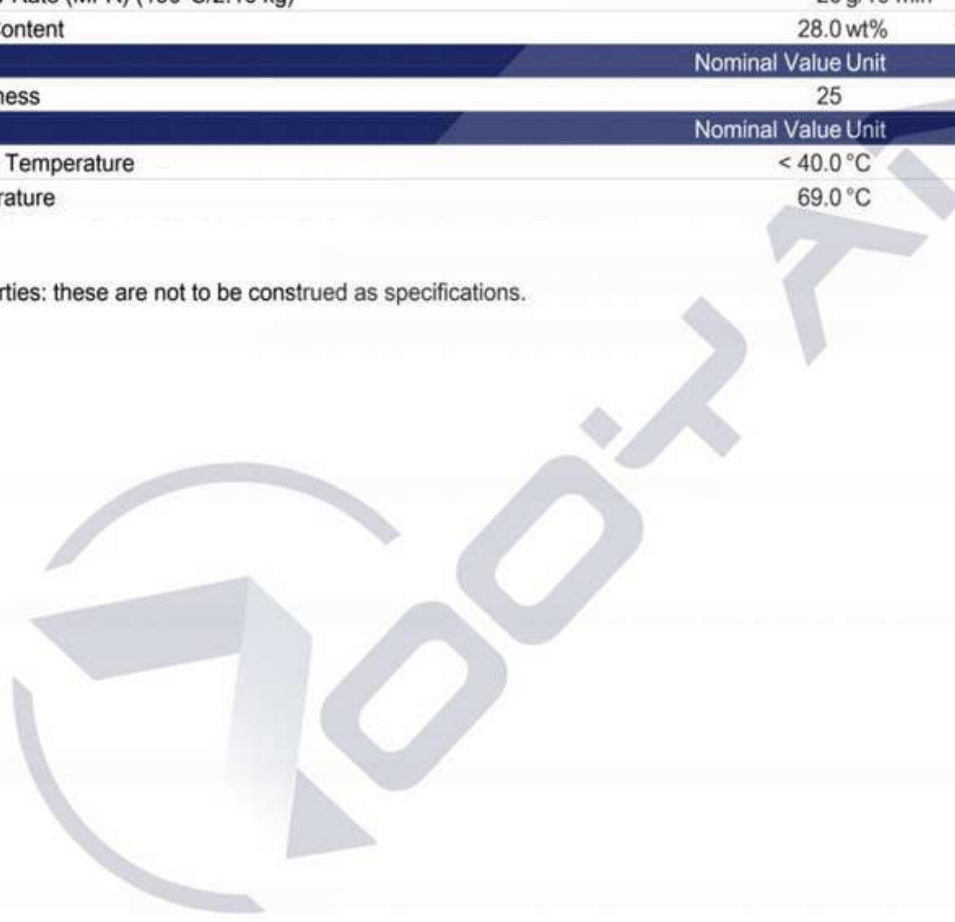 Content 28.0 wt%
Nominal Value Unit
ness 25
Nominal Value Unit
Temperature < 40.0 °C
rature 69.0 °C
rties: these are not to be construed as specifications.